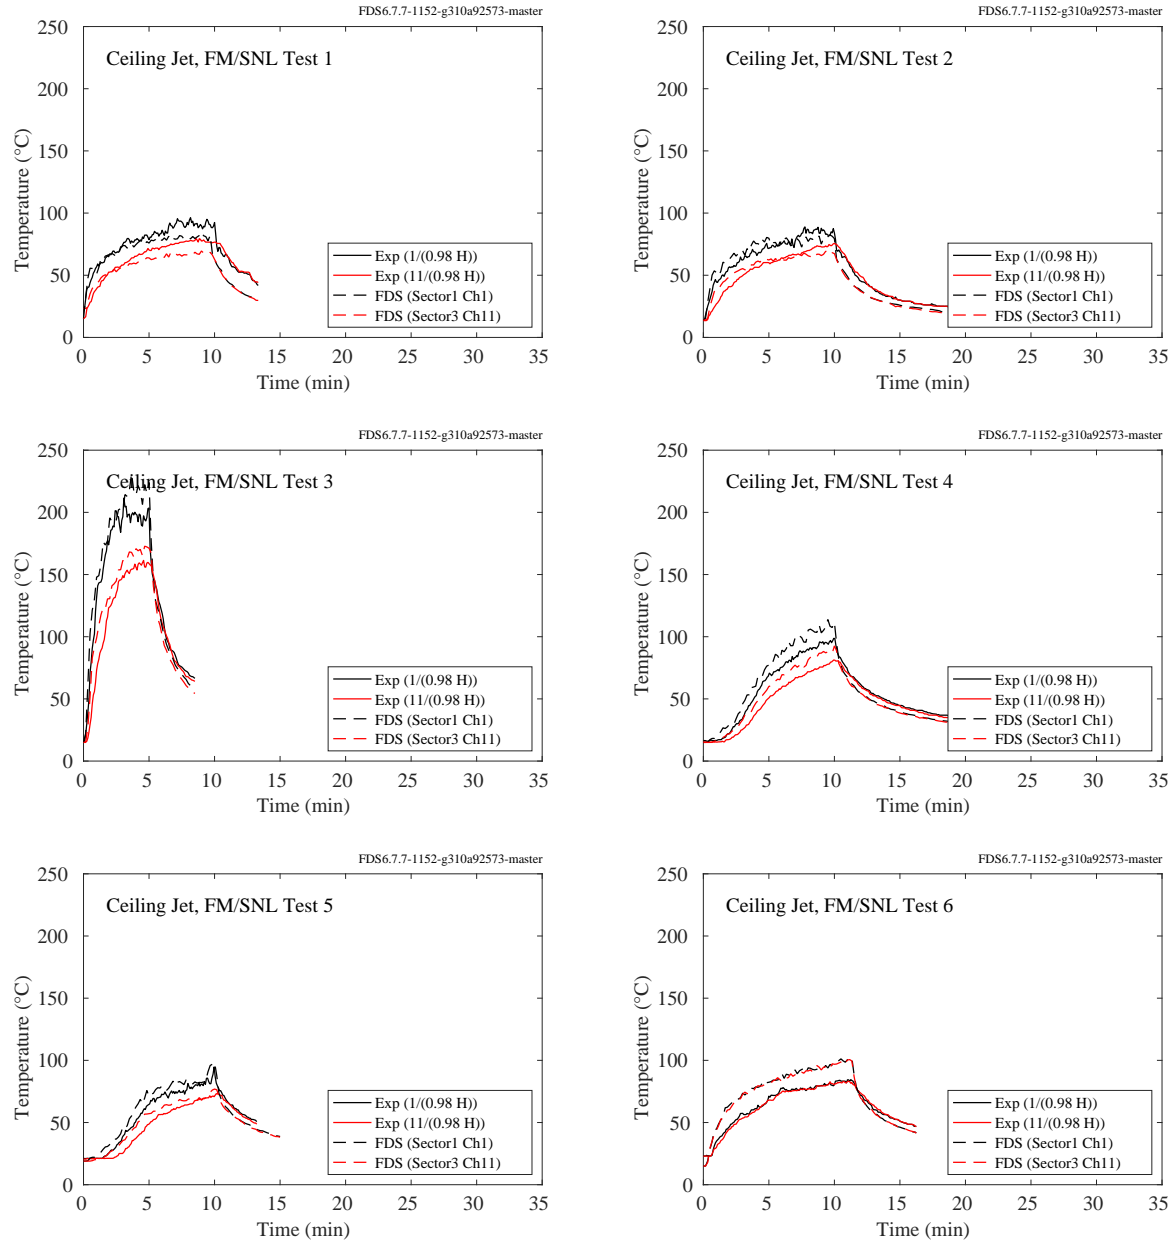 FDS6.7.7-1152-g310a92573-master
Ceiling Jet, FM/SNL Test 1
Temperature (°C)
250
200
150
100
50
0
Exp (1/(0.98 H))
Exp (11/(0.98 H))
FDS (Sector1 Ch1)
FDS (Sector3 Ch11)
0 5 10 15 20 25 30 35
Time (min)
FDS6.7.7-1152-g310a92573-master
Ceiling Jet, FM/SNL Test 2
Temperature (°C)
250
200
150
100
50
0
Exp (1/(0.98 H))
Exp (11/(0.98 H))
FDS (Sector1 Ch1)
FDS (Sector3 Ch11)
0 5 10 15 20 25 30 35
Time (min)
FDS6.7.7-1152-g310a92573-master
Ceiling Jet, FM/SNL Test 3
Temperature (°C)
250
200
150
100
50
0
Exp (1/(0.98 H))
Exp (11/(0.98 H))
FDS (Sector1 Ch1)
FDS (Sector3 Ch11)
0 5 10 15 20 25 30 35
Time (min)
FDS6.7.7-1152-g310a92573-master
Ceiling Jet, FM/SNL Test 4
Temperature (°C)
250
200
150
100
50
0
Exp (1/(0.98 H))
Exp (11/(0.98 H))
FDS (Sector1 Ch1)
FDS (Sector3 Ch11)
0 5 10 15 20 25 30 35
Time (min)
FDS6.7.7-1152-g310a92573-master
Ceiling Jet, FM/SNL Test 5
Temperature (°C)
250
200
150
100
50
0
Exp (1/(0.98 H))
Exp (11/(0.98 H))
FDS (Sector1 Ch1)
FDS (Sector3 Ch11)
0 5 10 15 20 25 30 35
Time (min)
FDS6.7.7-1152-g310a92573-master
Ceiling Jet, FM/SNL Test 6
Temperature (°C)
250
200
150
100
50
0
Exp (1/(0.98 H))
Exp (11/(0.98 H))
FDS (Sector1 Ch1)
FDS (Sector3 Ch11)
0 5 10 15 20 25 30 35
Time (min)